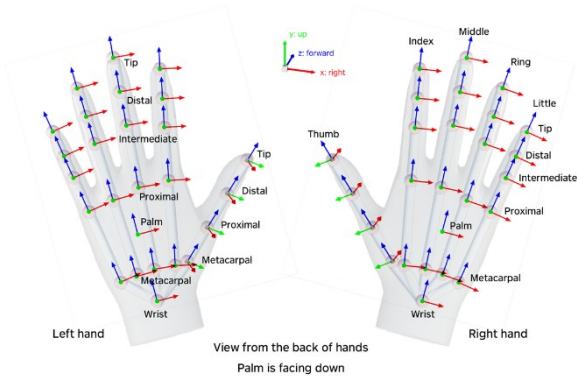 Tip
Distal
Intermediate
Proximal
Palm
Metacarpal
Wrist
Tip
Distal
Proximal
Metacarpal
Left hand
y: up
z: forward
x: right
Index
Middle
Ring
Little
Tip
Distal
Intermediate
Proximal
Thumb
Palm
Metacarpal
Wrist
Right hand
View from the back of hands
Palm is facing down